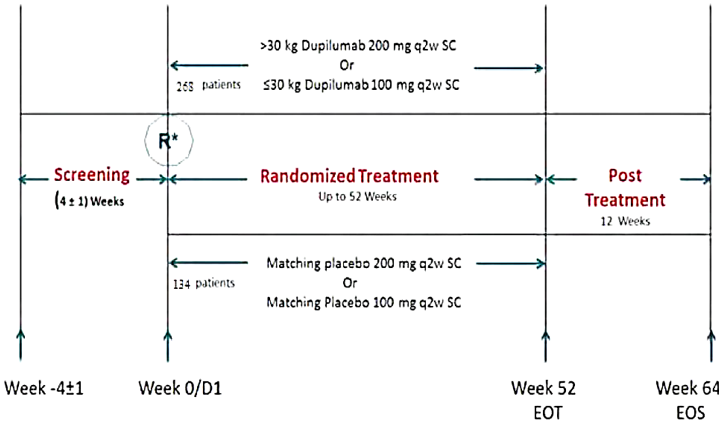 >30 kg Dupilumab 200 mg q2w SC
Or
≤30 kg Dupilumab 100 mg q2w SC
268 patients
R*
Screening
(4 ± 1) Weeks
Randomized Treatment
Up to 52 Weeks
Post
Treatment
12 Weeks
Matching placebo 200 mg q2w SC
Or
Matching Placebo 100 mg q2w SC
134 patients
Week -4±1
Week 0/D1
Week 52
EOT
Week 64
EOS